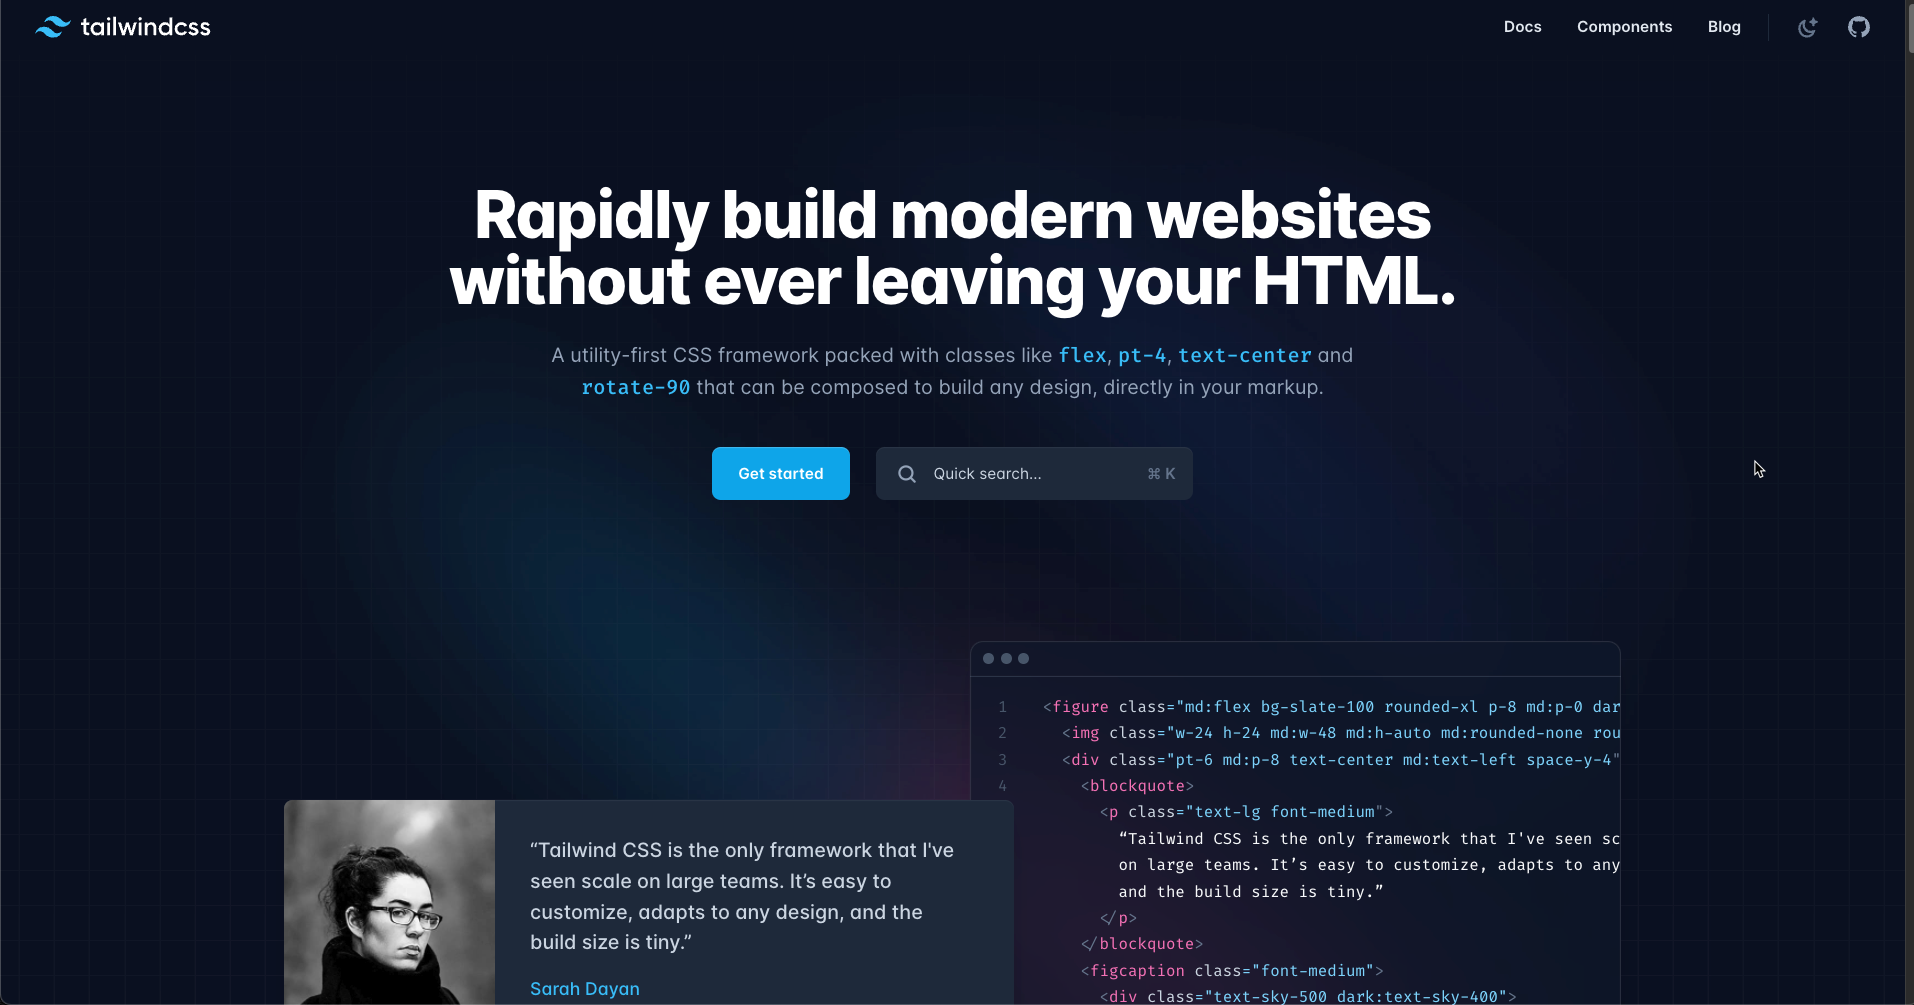 tailwindcss
Docs
Components
Blog
Rapidly build modern websites
without ever leaving your HTML.
A utility-first CSS framework packed with classes like flex, pt-4, text-center and
rotate-90 that can be composed to build any design, directly in your markup.
Get started
Quick search...
⌘ K
1 <figure class="md:flex bg-slate-100 rounded-xl p-8 md:p-0 dar
2 <img class="w-24 h-24 md:w-48 md:h-auto md:rounded-none rou
3 <div class="pt-6 md:p-8 text-center md:text-left space-y-4"
4 <blockquote>
<p class="text-lg font-medium">
“Tailwind CSS is the only framework that I've seen sc
on large teams. It’s easy to customize, adapts to any
and the build size is tiny.”
</p>
</blockquote>
<figcaption class="font-medium">
<div class="text-sky-500 dark:text-sky-400">
“Tailwind CSS is the only framework that I've
seen scale on large teams. It’s easy to
customize, adapts to any design, and the
build size is tiny.”
Sarah Dayan